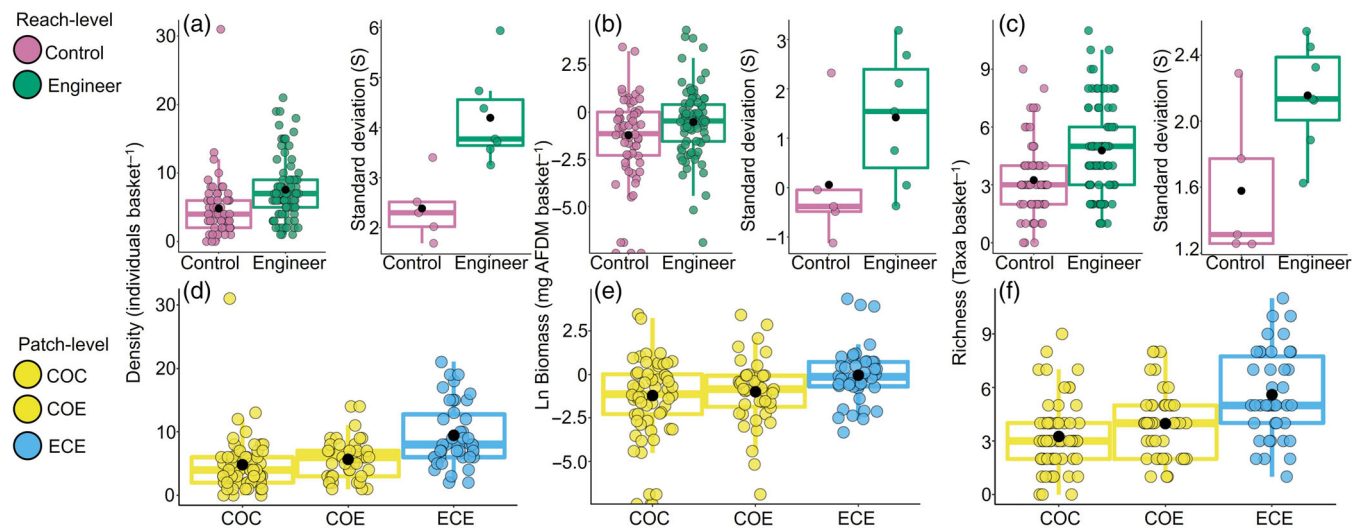 Reach-level
Control
Engineer
Patch-level
COC
COE
ECE
Density (individuals basket⁻¹)
(a)
30
20
10
0
Control Engineer
Standard deviation (S)
6
5
4
3
2
Control
Engineer
Ln Biomass (mg AFDM basket⁻¹)
(b)
2.5
0
−2.5
−5.0
Control Engineer
Standard deviation (S)
3
2
1
0
−1
Control Engineer
Richness (Taxa basket⁻¹)
(c)
9
6
3
0
Control Engineer
Standard deviation (S)
2.4
2.0
1.6
1.2
Control Engineer
(d)
30
20
10
0
COC COE ECE
(e)
2.5
0
−2.5
−5.0
COC COE ECE
(f)
9
6
3
0
COC COE ECE